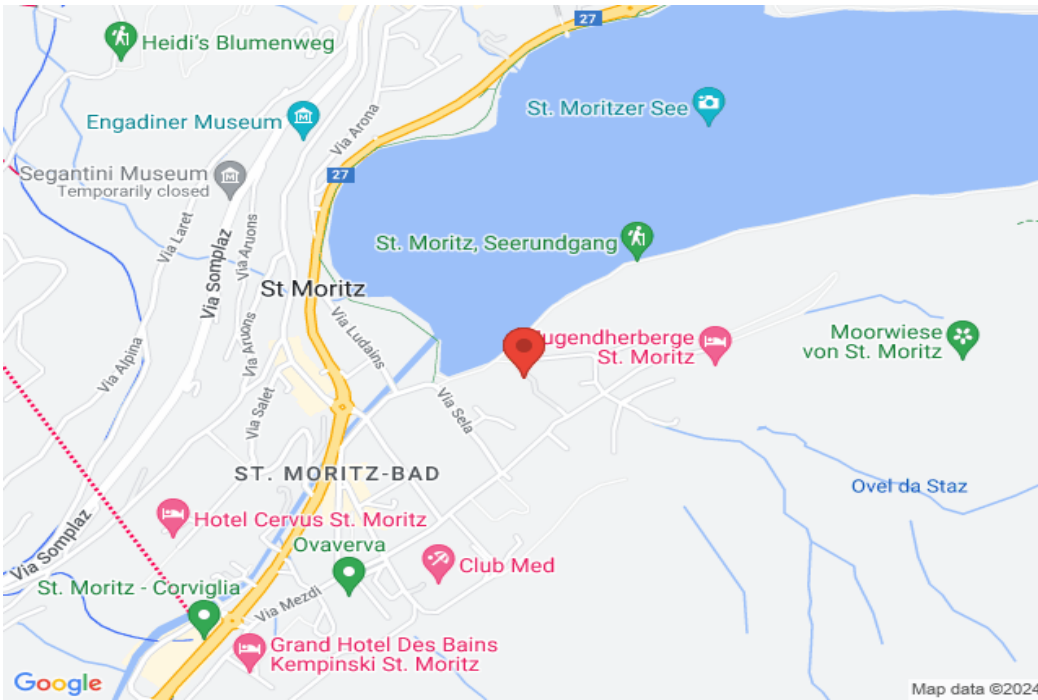 27
Heidi's Blumenweg
St. Moritzer See
Engadiner Museum
Via Arona
27
Segantini Museum
Temporarily closed
Via Laret
Via Somplaz
Via Aruons
St. Moritz, Seerundgang
St Moritz
Via Alpina
Via Aruons
Via Ludains
Jugendherberge
St. Moritz
Moorwiese
von St. Moritz
Via Salet
Via Sela
ST. MORITZ-BAD
Ovel da Staz
Via Somplaz
Hotel Cervus St. Moritz
Ovaverva
Club Med
St. Moritz - Corviglia
Via Mezdi
Grand Hotel Des Bains
Kempinski St. Moritz
Google
Map data ©2024